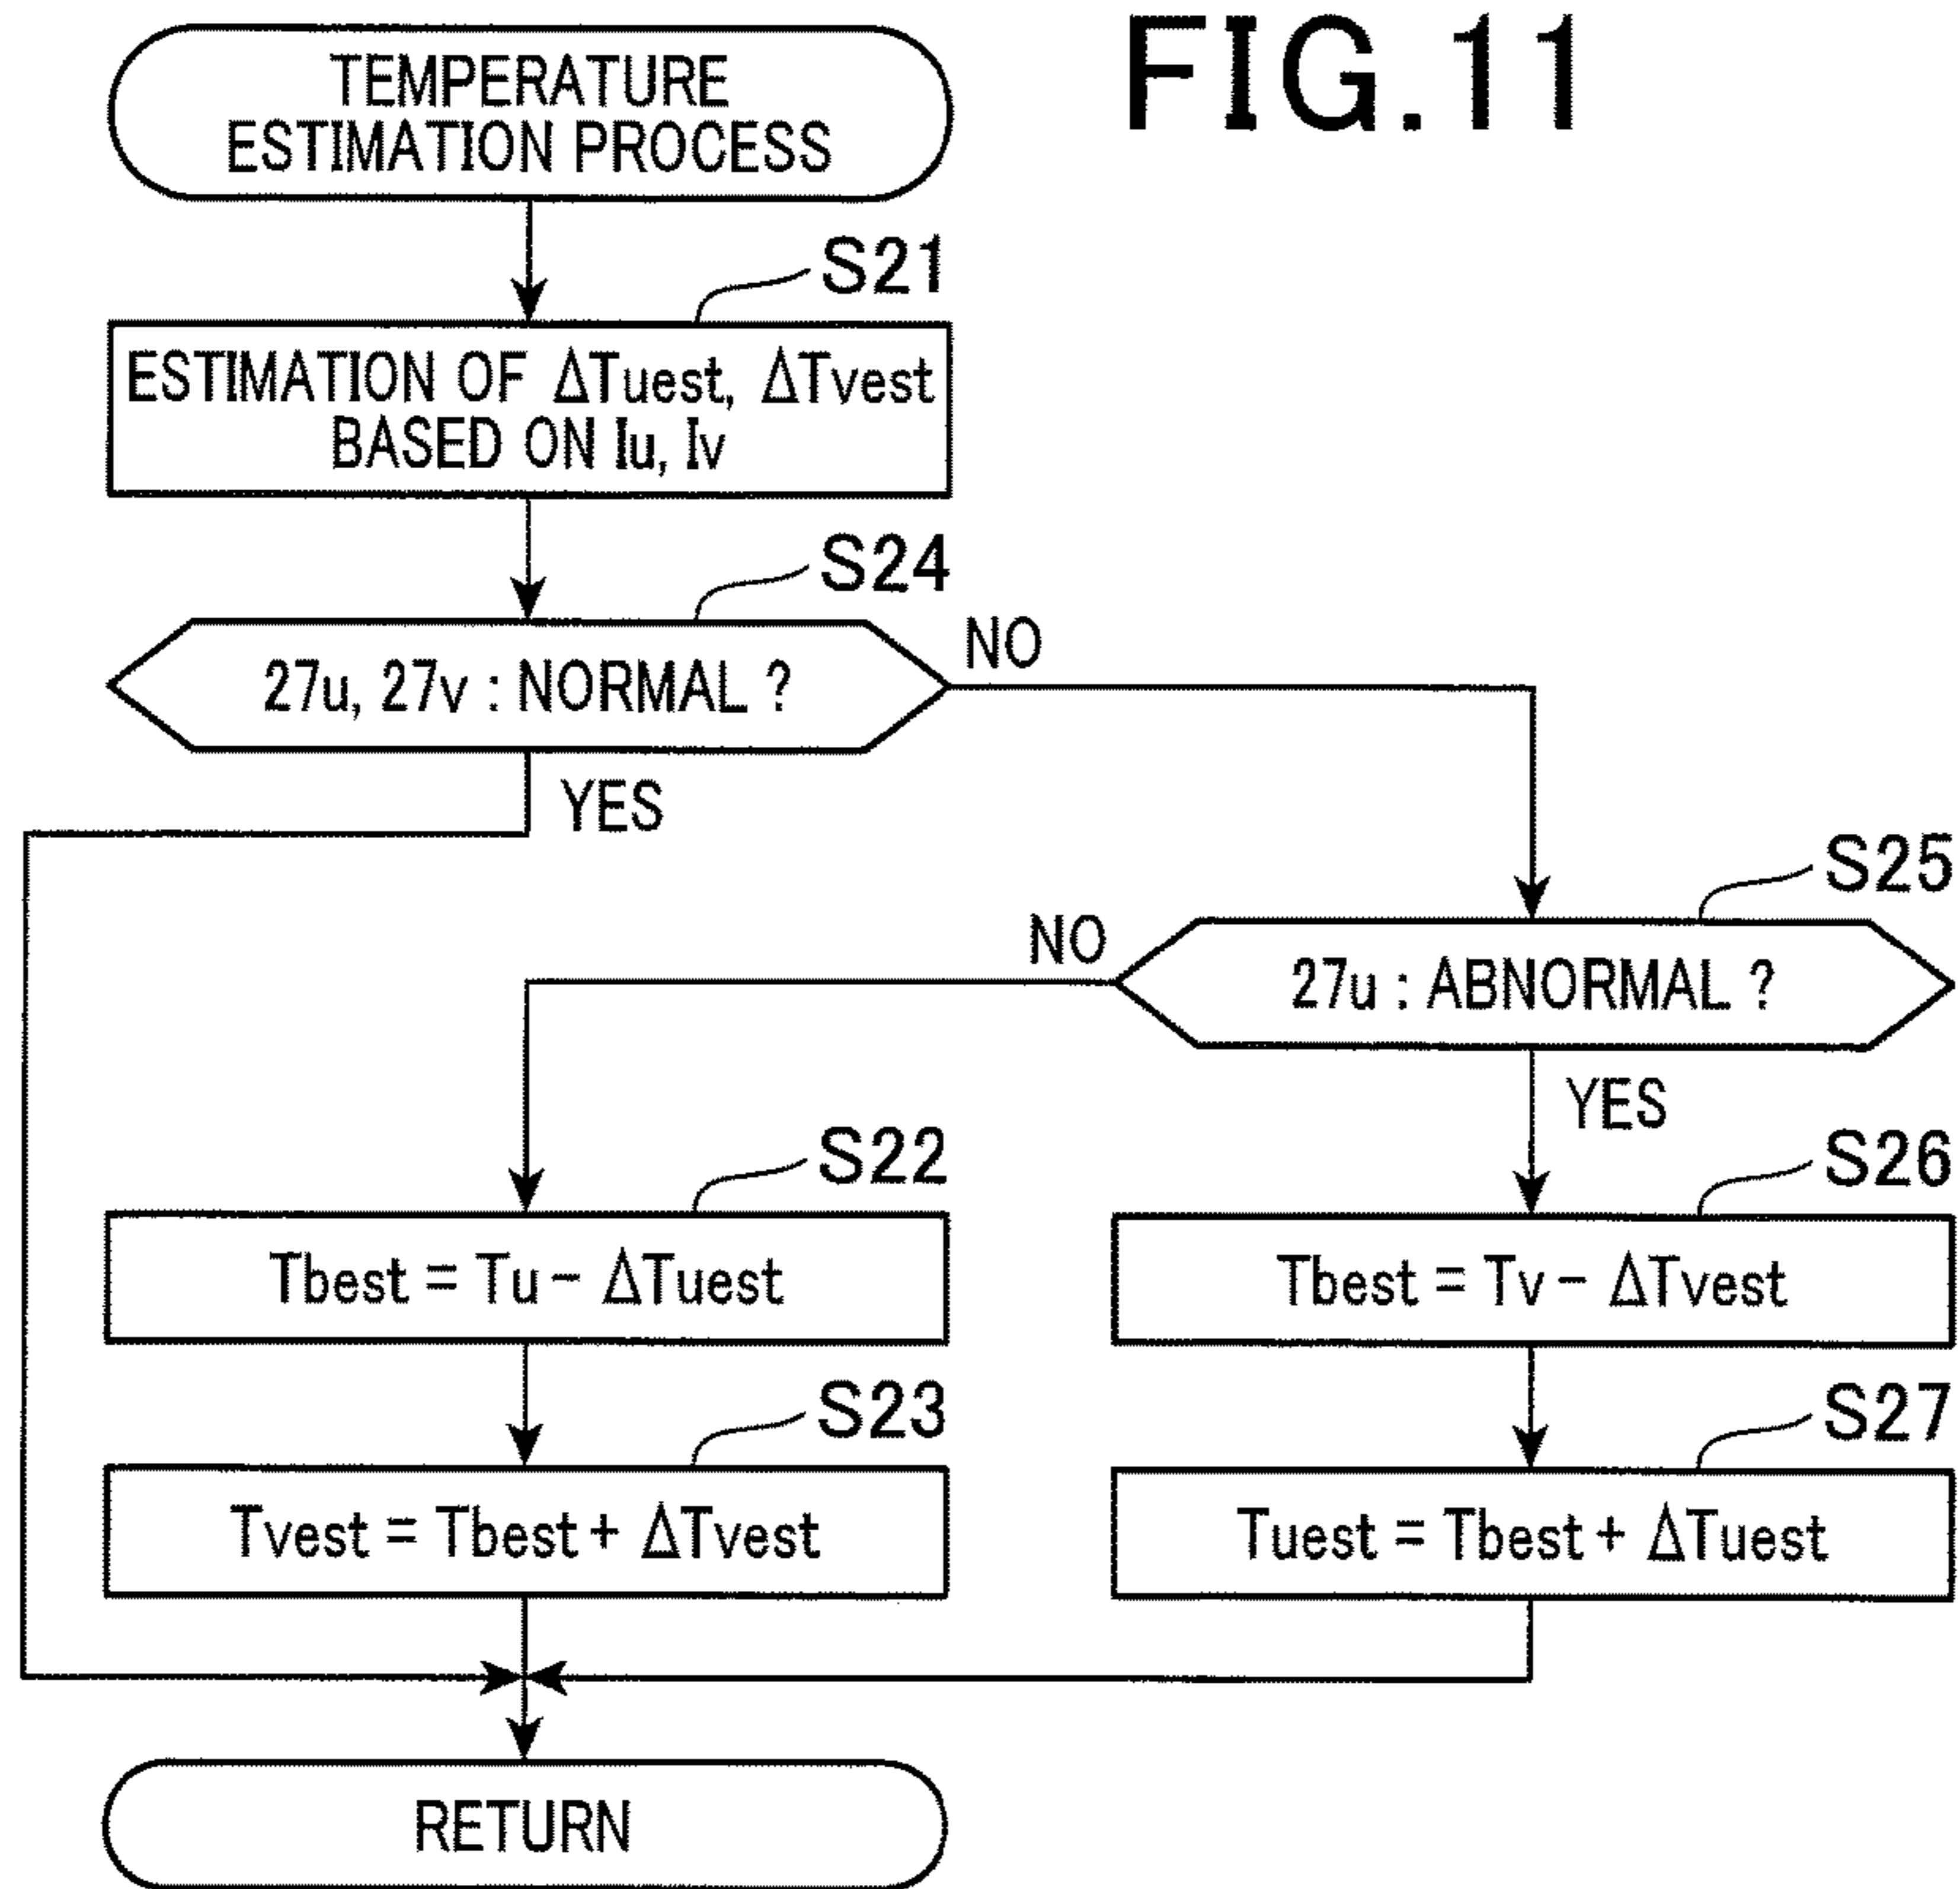 FIG.11
TEMPERATURE
ESTIMATION PROCESS
S21
ESTIMATION OF ΔTuest, ΔTvest
BASED ON Iu, Iv
S24
27u, 27v : NORMAL ?
NO
YES
S25
27u : ABNORMAL ?
NO
YES
S22
Tbest = Tu - ΔTuest
S26
Tbest = Tv - ΔTvest
S23
Tvest = Tbest + ΔTvest
S27
Tuest = Tbest + ΔTuest
RETURN